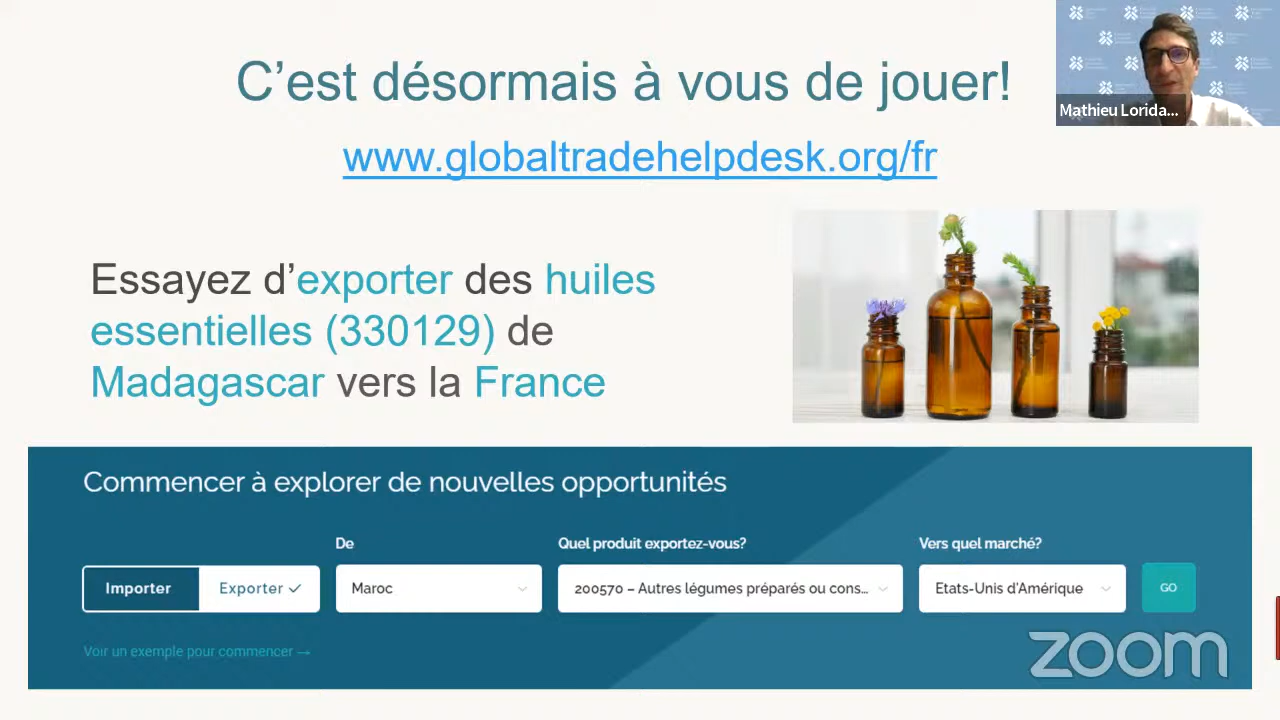 C'est désormais à vous de jouer!
Mathieu Lorida...
www.globaltradehelpdesk.org/fr
Essayez d'exporter des huiles
essentielles (330129) de
Madagascar vers la France
Commencer à explorer de nouvelles opportunités
De
Quel produit exportez-vous?
Vers quel marché?
Importer
Exporter ✓
Maroc
200570 – Autres légumes préparés ou cons...
Etats-Unis d'Amérique
GO
Voir un exemple pour commencer →
zoom